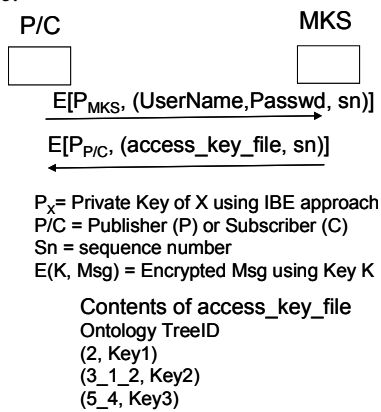 P/C
MKS
E[P_MKS, (UserName,Passwd, sn)]
E[P_P/C, (access_key_file, sn)]
P_X= Private Key of X using IBE approach
P/C = Publisher (P) or Subscriber (C)
Sn = sequence number
E(K, Msg) = Encrypted Msg using Key K
Contents of access_key_file
Ontology TreeID
(2, Key1)
(3_1_2, Key2)
(5_4, Key3)